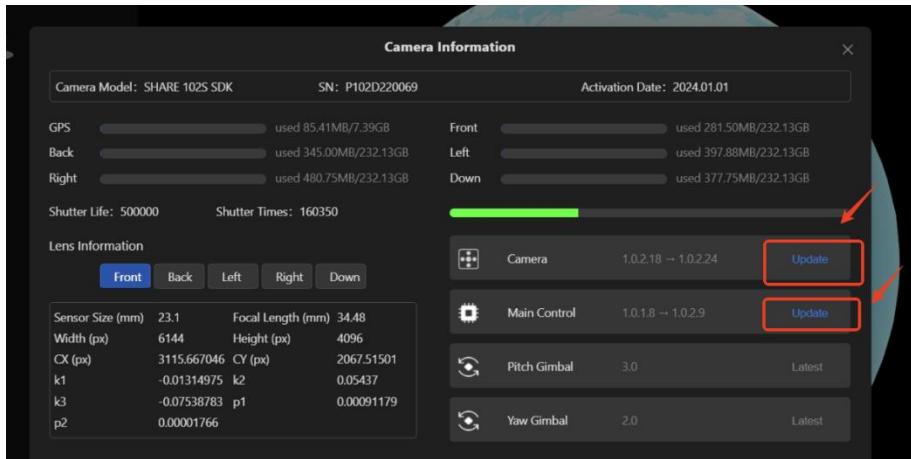 Camera Information
Camera Model: SHARE 102S SDK SN: P102D220069 Activation Date: 2024.01.01
GPS used 85.41MB/7.39GB Front used 281.50MB/232.13GB
Back used 345.00MB/232.13GB Left used 397.88MB/232.13GB
Right used 480.75MB/232.13GB Down used 377.75MB/232.13GB
Shutter Life: 500000 Shutter Times: 160350
Lens Information
Front Back Left Right Down
Sensor Size (mm) 23.1 Focal Length (mm) 34.48
Width (px) 6144 Height (px) 4096
CX (px) 3115.667046 CY (px) 2067.51501
k1 -0.01314975 k2 0.05437
k3 -0.07538783 p1 0.00091179
p2 0.00001766
Camera 1.0.2.18 → 1.0.2.24 Update
Main Control 1.0.1.8 → 1.0.2.9 Update
Pitch Gimbal 3.0 Latest
Yaw Gimbal 2.0 Latest